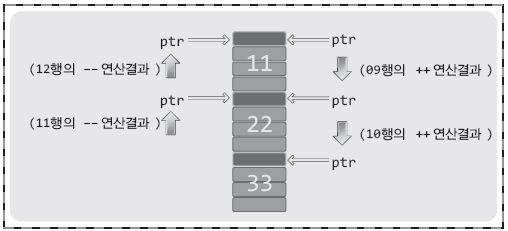 ptr ptr
11
(12행의 --연산결과 ) (09행의 ++연산결과 )
ptr ptr
(11행의 --연산결과 ) 22 (10행의 ++연산결과 )
ptr
33